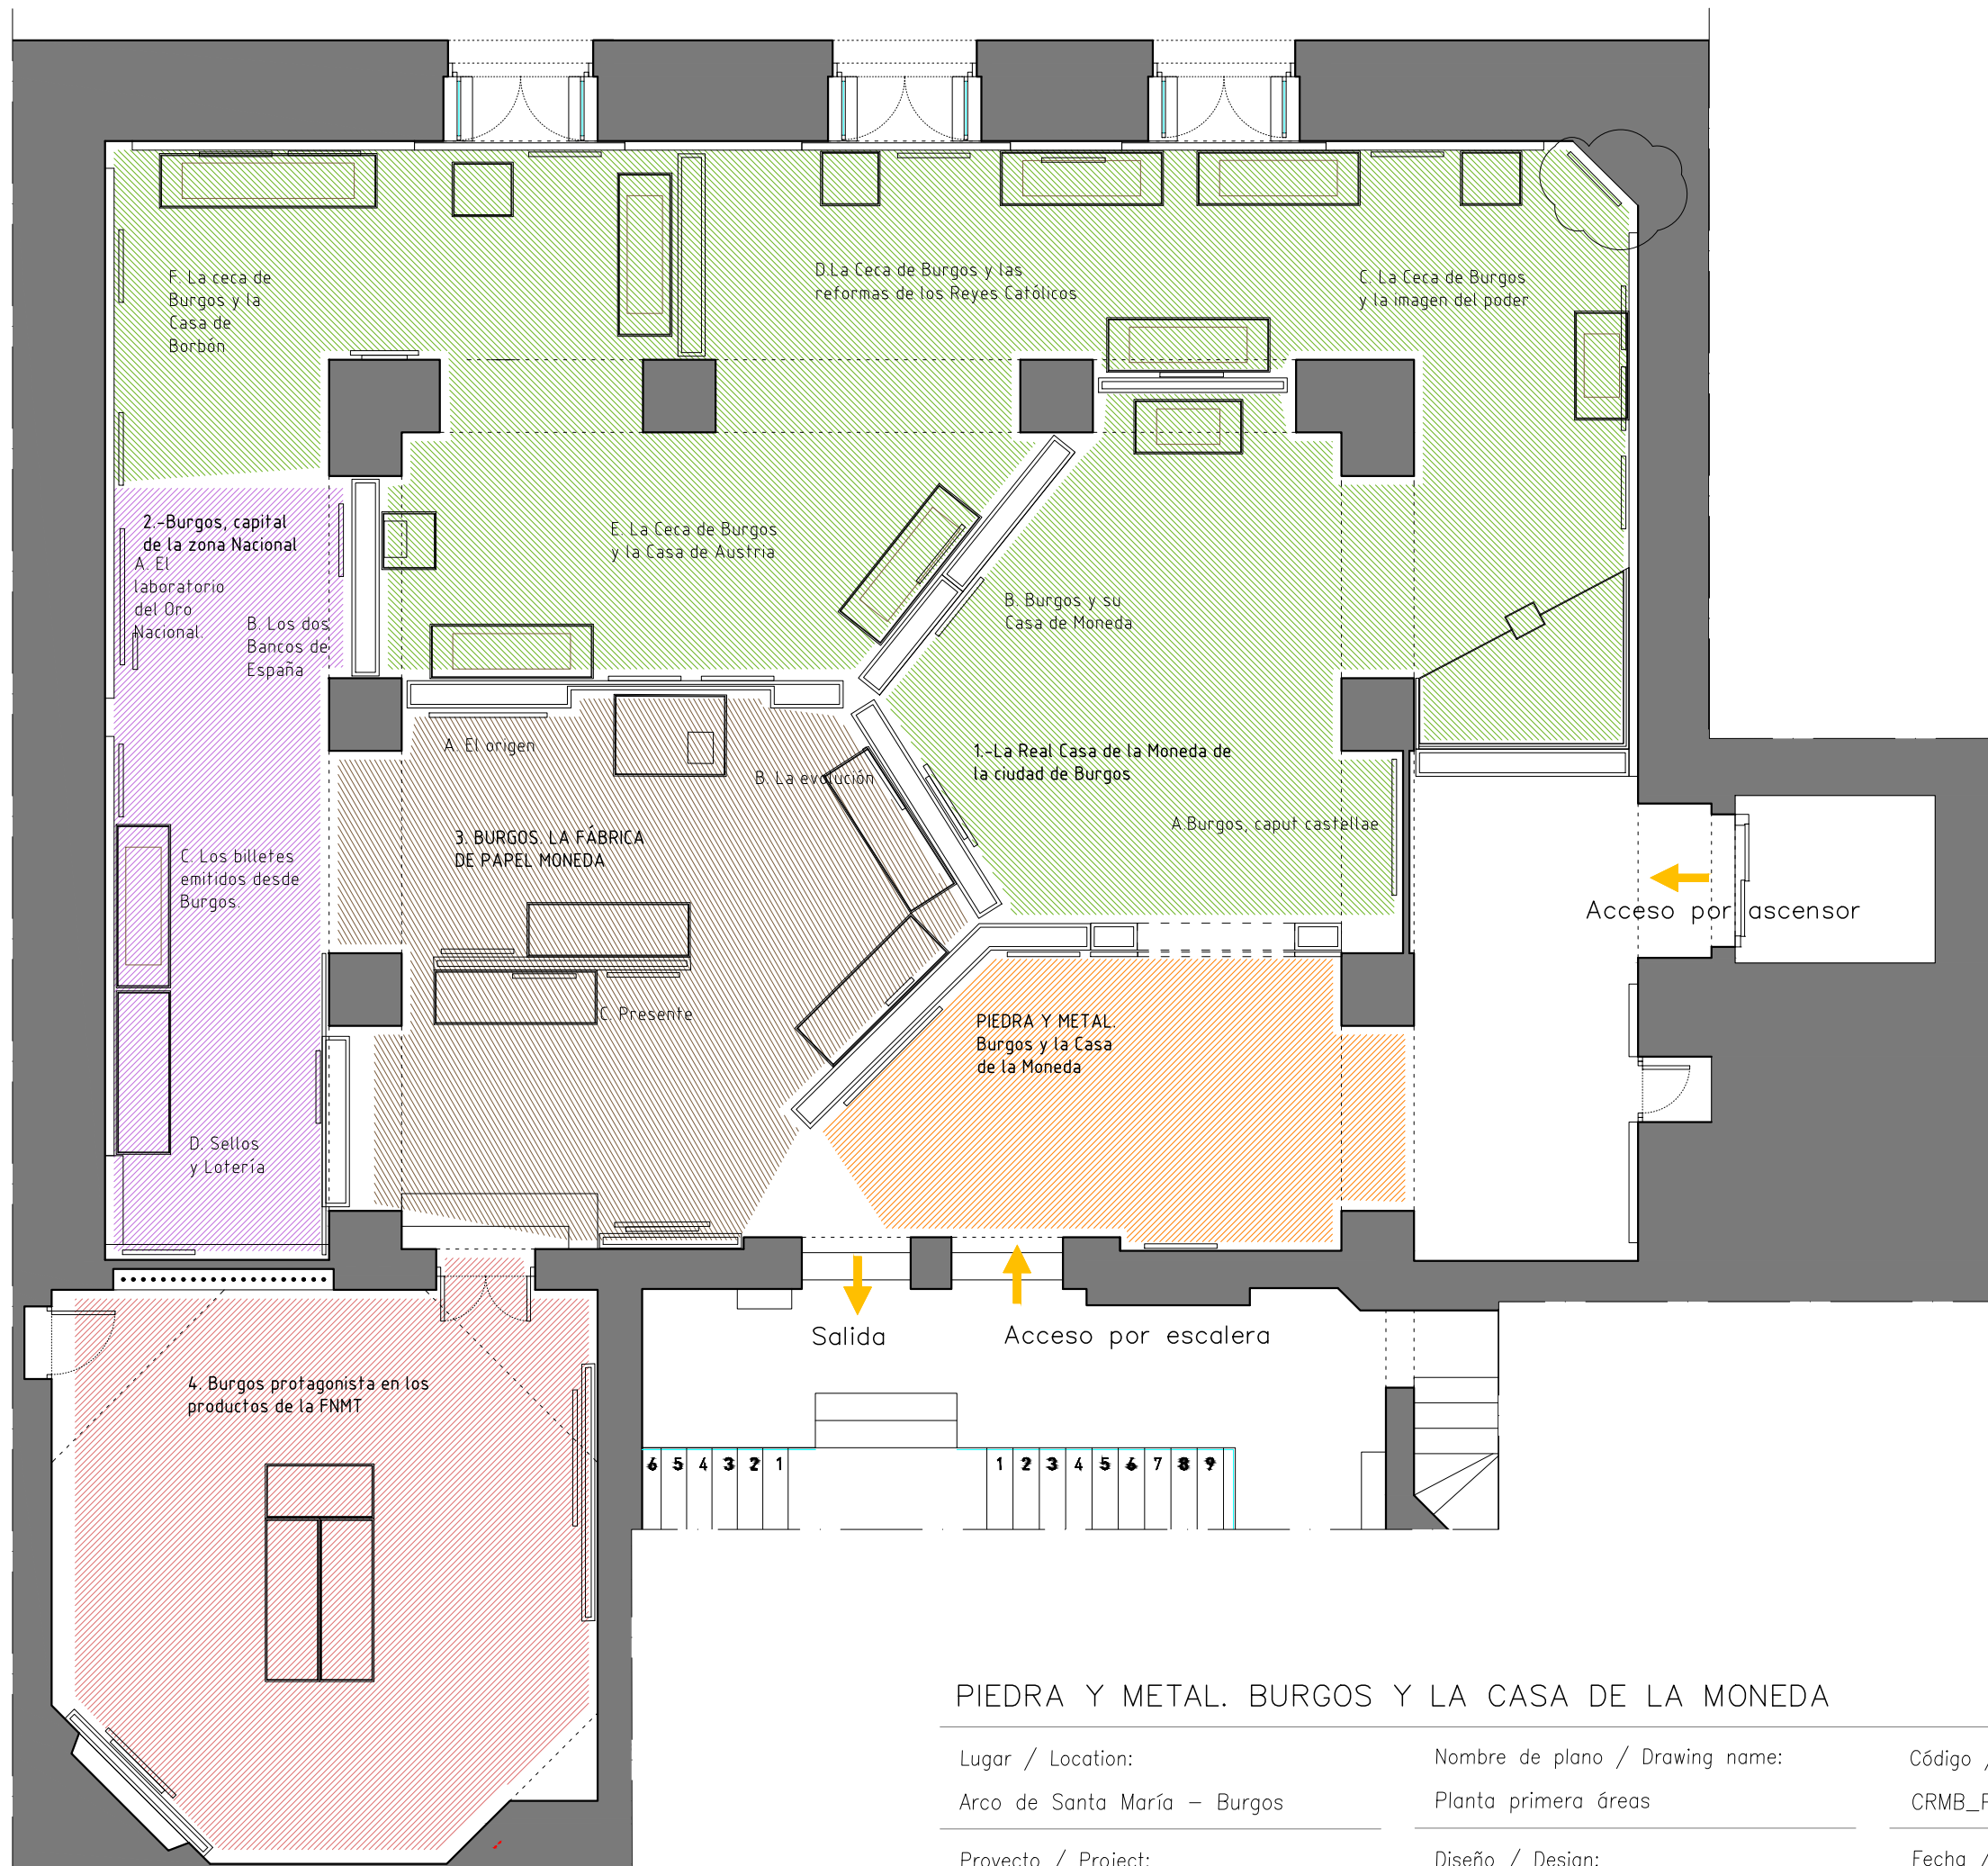 F. La ceca de
Burgos y la
Casa de
Borbón
D.La Ceca de Burgos y las
reformas de los Reyes Católicos
C. La Ceca de Burgos
y la imagen del poder
2.-Burgos, capital
de la zona Nacional
A. El
laboratorio
del Oro
Nacional.
B. Los dos
Bancos de
España
E. La Ceca de Burgos
y la Casa de Austria
B. Burgos y su
Casa de Moneda
A. El origen
B. La evolución
1.-La Real Casa de la Moneda de
la ciudad de Burgos
A.Burgos, caput castellae
3. BURGOS. LA FÁBRICA
DE PAPEL MONEDA
C. Los billetes
emitidos desde
Burgos.
Acceso por ascensor
C. Presente
PIEDRA Y METAL.
Burgos y la Casa
de la Moneda
D. Sellos
y Lotería
Salida
Acceso por escalera
4. Burgos protagonista en los
productos de la FNMT
6 5 4 3 2 1
1 2 3 4 5 6 7 8 9
PIEDRA Y METAL. BURGOS Y LA CASA DE LA MONEDA
Lugar / Location:
Arco de Santa María – Burgos
Nombre de plano / Drawing name:
Planta primera áreas
Código /
CRMB_
Proyecto / Project:
Diseño / Design:
Fecha /